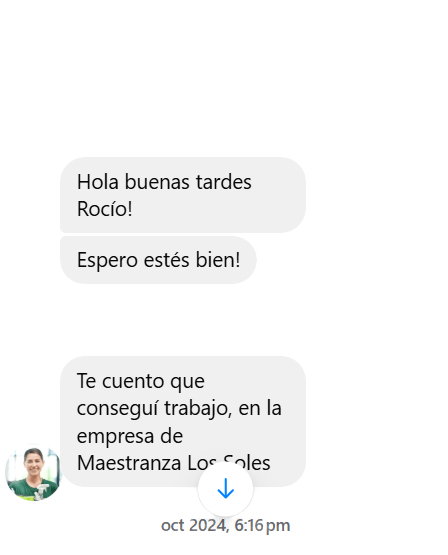 Hola buenas tardes
Rocío!
Espero estés bien!
Te cuento que
conseguí trabajo, en la
empresa de
Maestranza Los Soles
oct 2024, 6:16 pm